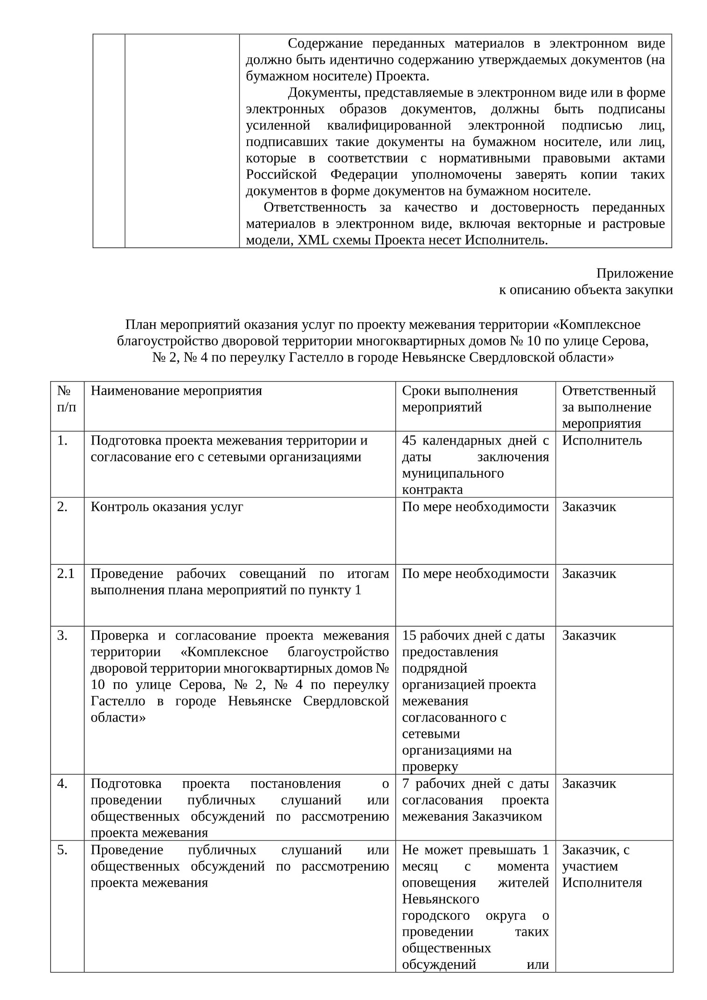 Содержание переданных материалов в электронном виде
должно быть идентично содержанию утверждаемых документов (на
бумажном носителе) Проекта.
Документы, представляемые в электронном виде или в форме
электронных образов документов, должны быть подписаны
усиленной квалифицированной электронной подписью лиц,
подписавших такие документы на бумажном носителе, или лиц,
которые в соответствии с нормативными правовыми актами
Российской Федерации уполномочены заверять копии таких
документов в форме документов на бумажном носителе.
Ответственность за качество и достоверность переданных
материалов в электронном виде, включая векторные и растровые
модели, XML схемы Проекта несет Исполнитель.
Приложение
к описанию объекта закупки
План мероприятий оказания услуг по проекту межевания территории «Комплексное
благоустройство дворовой территории многоквартирных домов № 10 по улице Серова,
№ 2, № 4 по переулку Гастелло в городе Невьянске Свердловской области»
№
п/п
Наименование мероприятия
Сроки выполнения
мероприятий
Ответственный
за выполнение
мероприятия
1.
Подготовка проекта межевания территории и
согласование его с сетевыми организациями
45 календарных дней с
даты заключения
муниципального
контракта
Исполнитель
2.
Контроль оказания услуг
По мере необходимости
Заказчик
2.1
Проведение рабочих совещаний по итогам
выполнения плана мероприятий по пункту 1
По мере необходимости
Заказчик
3.
Проверка и согласование проекта межевания
территории «Комплексное благоустройство
дворовой территории многоквартирных домов №
10 по улице Серова, № 2, № 4 по переулку
Гастелло в городе Невьянске Свердловской
области»
15 рабочих дней с даты
предоставления
подрядной
организацией проекта
межевания
согласованного с
сетевыми
организациями на
проверку
Заказчик
4.
Подготовка проекта постановления о
проведении публичных слушаний или
общественных обсуждений по рассмотрению
проекта межевания
7 рабочих дней с даты
согласования проекта
межевания Заказчиком
Заказчик
5.
Проведение публичных слушаний или
общественных обсуждений по рассмотрению
проекта межевания
Не может превышать 1
месяц с момента
оповещения жителей
Невьянского
городского округа о
проведении таких
общественных
обсуждений или
Заказчик, с
участием
Исполнителя